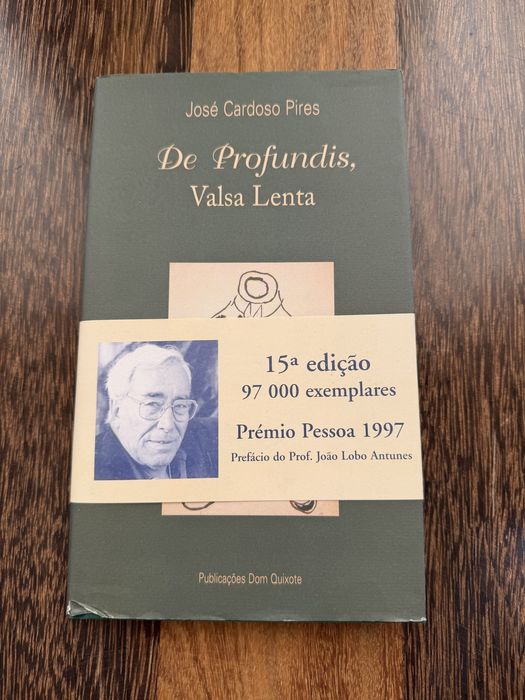 José Cardoso Pires
De Profundis,
Valsa Lenta
15ª edição
97 000 exemplares
Prémio Pessoa 1997
Prefácio do Prof. João Lobo Antunes
Publicações Dom Quixote